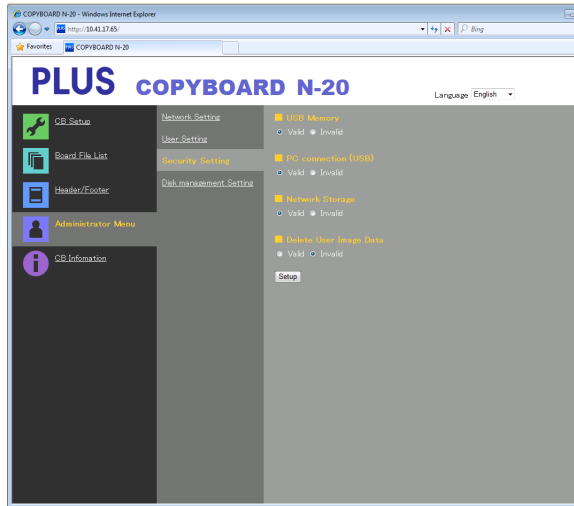 COPYBOARD N-20 - Windows Internet Explorer
http://10.41.17.65/
Bing
Favorites
COPYBOARD N-20
PLUS COPYBOARD N-20
Language English
CB Setup
Board File List
Header/Footer
Administrator Menu
CB Infomation
Network Setting
User Setting
Security Setting
Disk management Setting
USB Memory
Valid Invalid
PC connection (USB)
Valid Invalid
Network Storage
Valid Invalid
Delete User Image Data
Valid Invalid
Setup